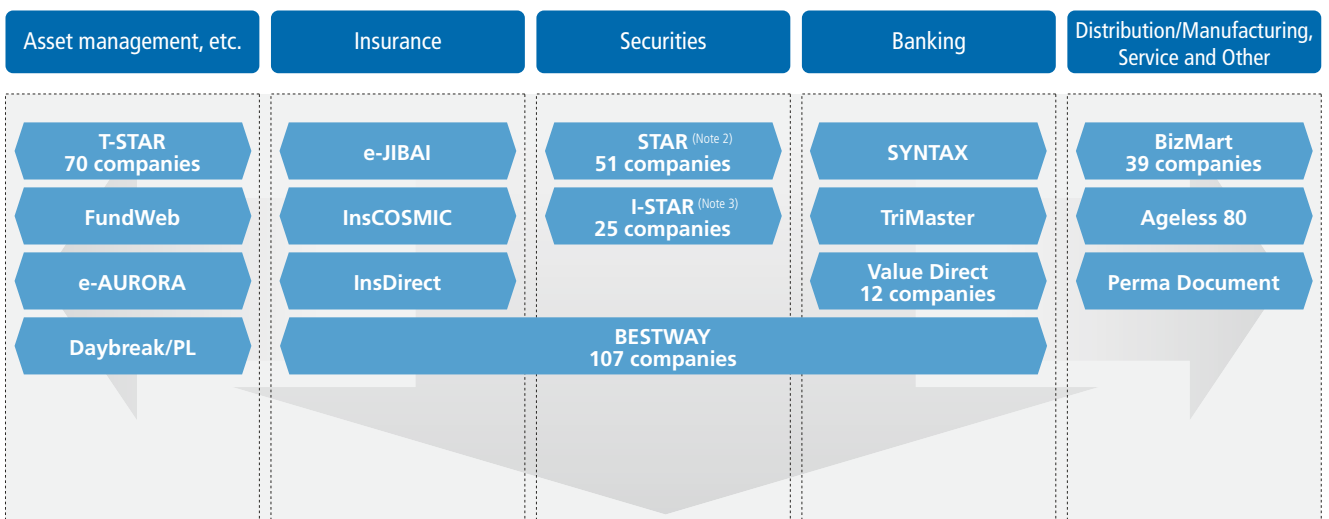 Asset management, etc.
Insurance
Securities
Banking
Distribution/Manufacturing,
Service and Other
T-STAR
70 companies
FundWeb
e-AURORA
Daybreak/PL
e-JIBAI
InsCOSMIC
InsDirect
STAR (Note 2)
51 companies
I-STAR (Note 3)
25 companies
SYNTAX
TriMaster
Value Direct
12 companies
BESTWAY
107 companies
BizMart
39 companies
Ageless 80
Perma Document